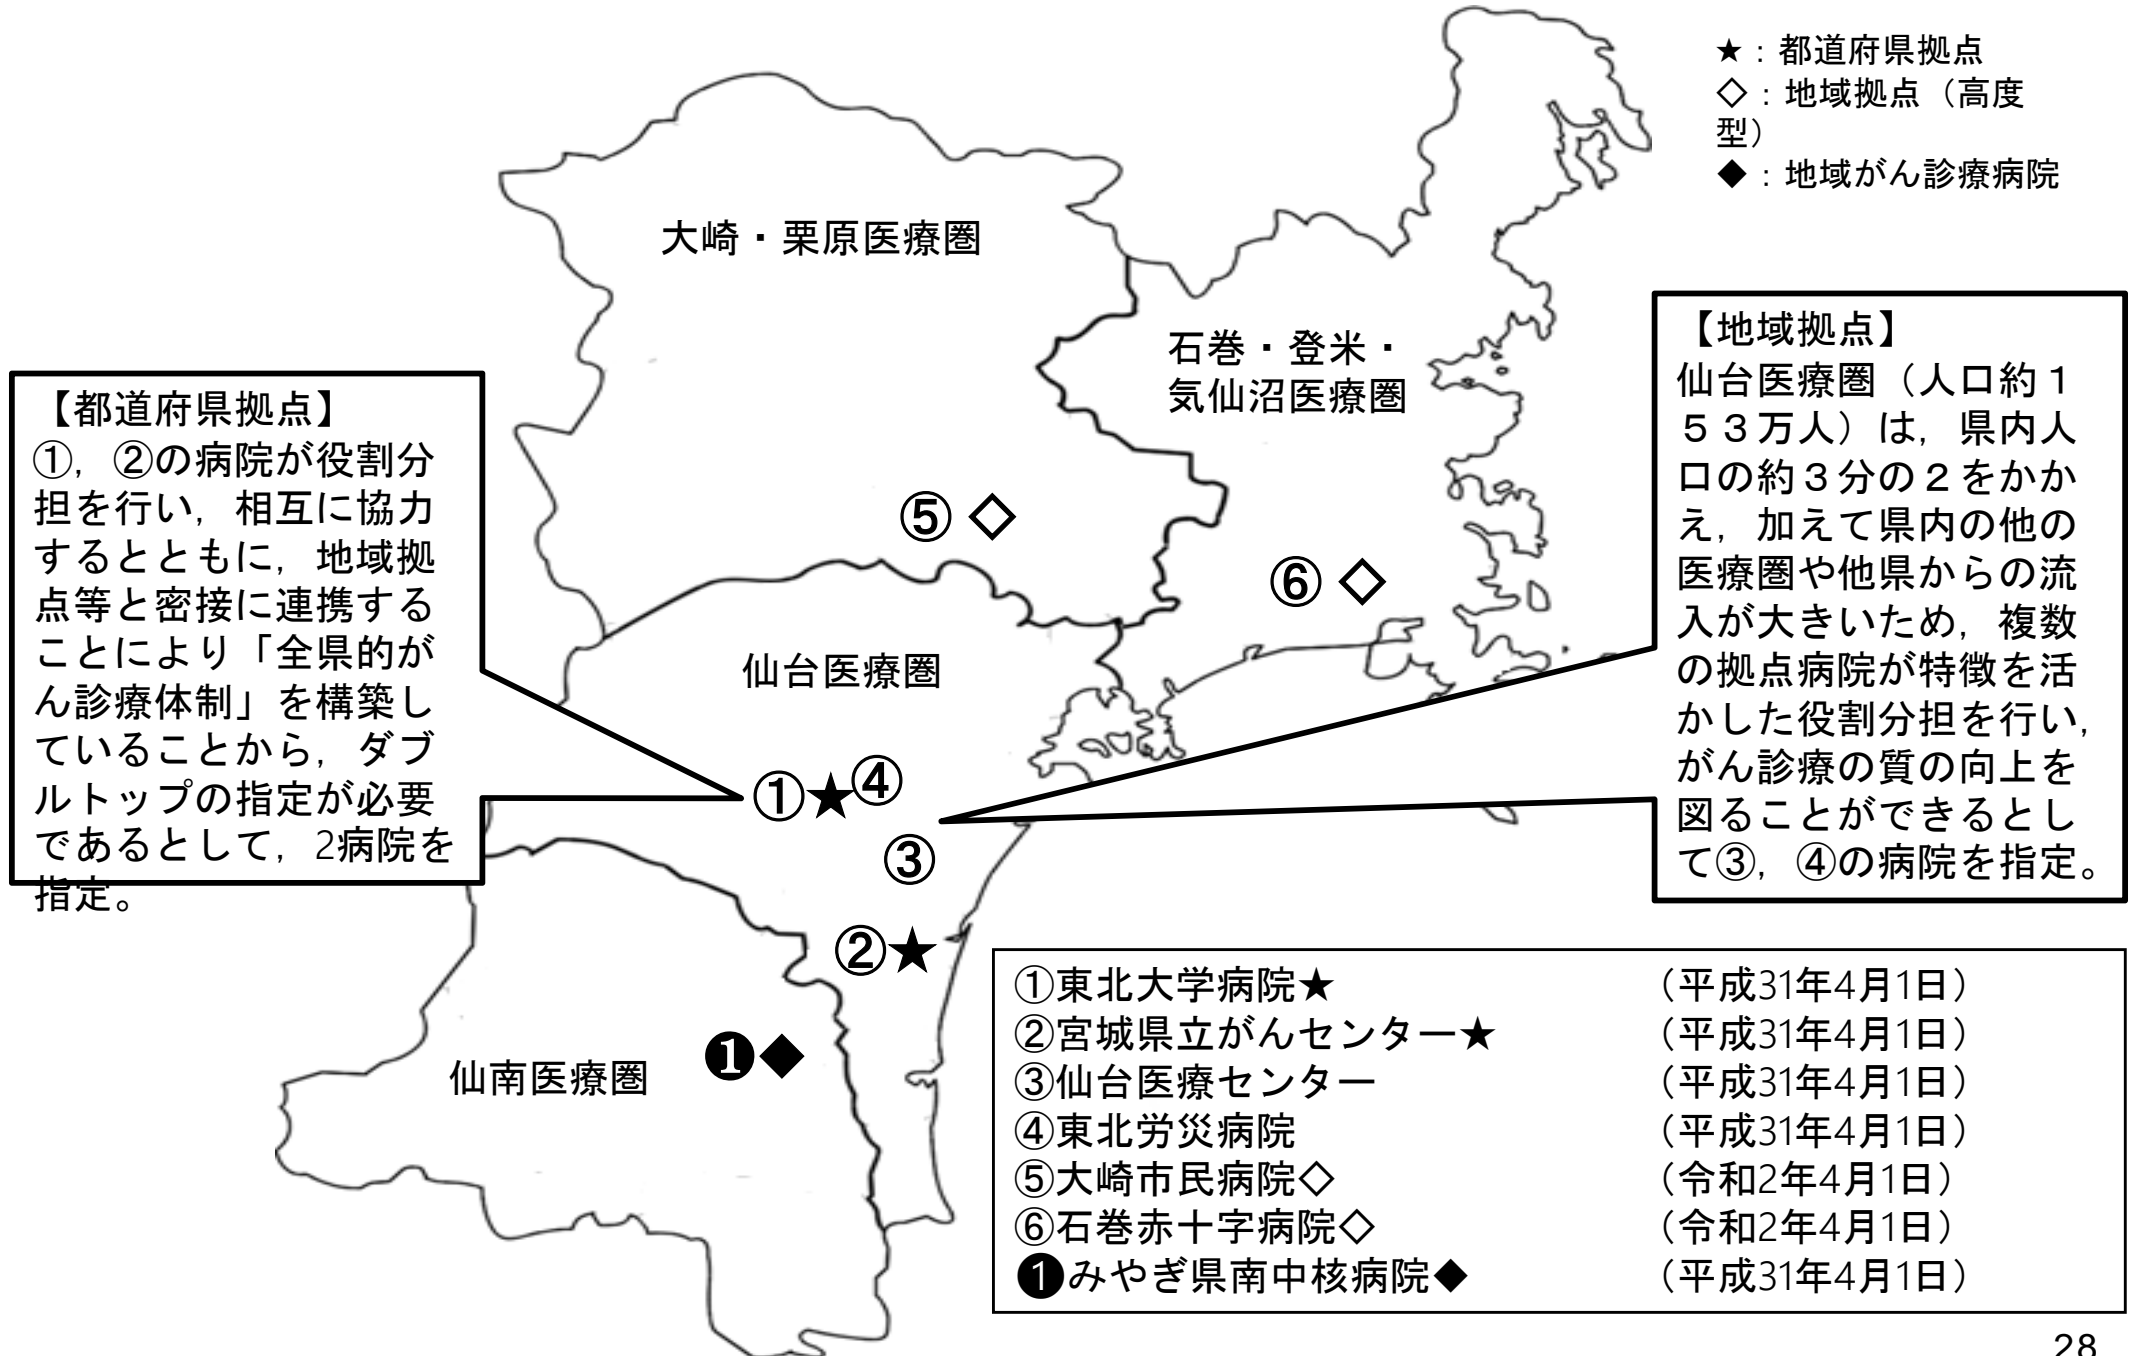 ★：都道府県拠点
◇：地域拠点（高度
型）
◆：地域がん診療病院
大崎・栗原医療圏
石巻・登米・
気仙沼医療圏
【都道府県拠点】
①，②の病院が役割分
担を行い，相互に協力
するとともに，地域拠
点等と密接に連携する
ことにより「全県的が
ん診療体制」を構築し
ていることから，ダブ
ルトップの指定が必要
であるとして，2病院を
指定。
【地域拠点】
仙台医療圏（人口約１
５３万人）は，県内人
口の約３分の２をかか
え，加えて県内の他の
医療圏や他県からの流
入が大きいため，複数
の拠点病院が特徴を活
かした役割分担を行い，
がん診療の質の向上を
図ることができるとし
て③，④の病院を指定。
⑤◇
⑥◇
仙台医療圏
①★④
③
②★
仙南医療圏
❶◆
①東北大学病院★ （平成31年4月1日）
②宮城県立がんセンター★ （平成31年4月1日）
③仙台医療センター （平成31年4月1日）
④東北労災病院 （平成31年4月1日）
⑤大崎市民病院◇ （令和2年4月1日）
⑥石巻赤十字病院◇ （令和2年4月1日）
❶みやぎ県南中核病院◆ （平成31年4月1日）
28